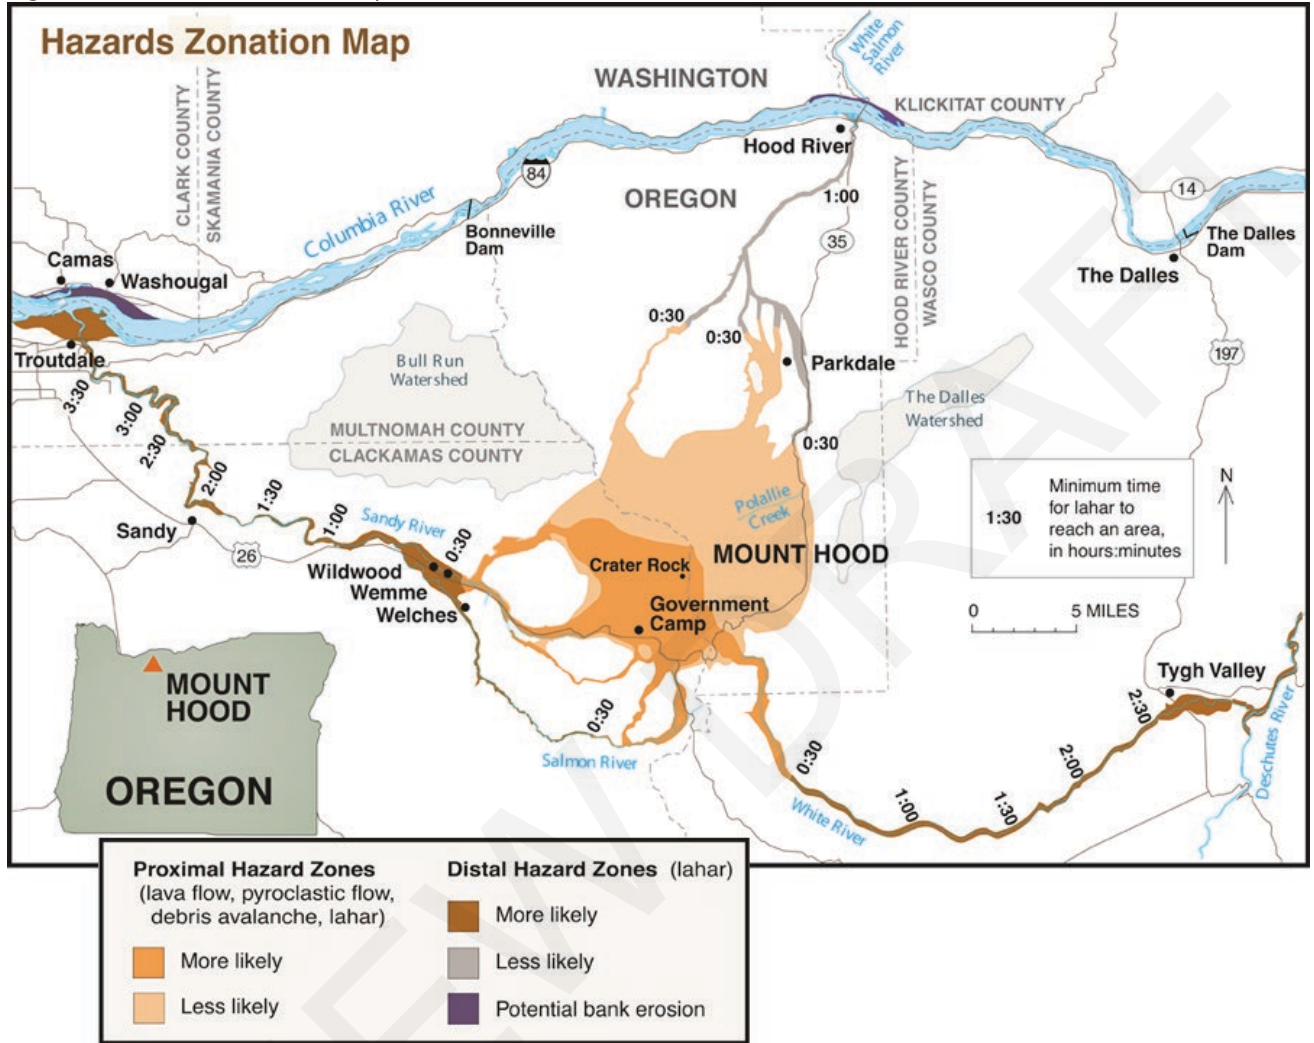 Hazards Zonation Map
WASHINGTON
White
Salmon
River
KLICKITAT COUNTY
CLARK COUNTY
SKAMANIA COUNTY
Hood River
84
OREGON
1:00
HOOD RIVER COUNTY
WASCO COUNTY
14
Columbia River
Bonneville
Dam
35
The Dalles
Dam
The Dalles
Camas
Washougal
0:30
0:30
Troutdale
Bull Run
Watershed
Parkdale
197
3:30
3:00
2:30
The Dalles
Watershed
MULTNOMAH COUNTY
CLACKAMAS COUNTY
0:30
2:00
1:30
1:00
Sandy River
0:30
Polallie
Creek
1:30
Minimum time
for lahar to
reach an area,
in hours:minutes
N
Sandy
26
MOUNT HOOD
Crater Rock
Wildwood
Wemme
Welches
Government
Camp
0 5 MILES
MOUNT
HOOD
OREGON
0:30
Salmon River
0:30
White River
1:00
1:30
2:00
2:30
Tygh Valley
Deschutes River
Proximal Hazard Zones
(lava flow, pyroclastic flow,
debris avalanche, lahar)
More likely
Less likely
Distal Hazard Zones (lahar)
More likely
Less likely
Potential bank erosion
EW DRAFT